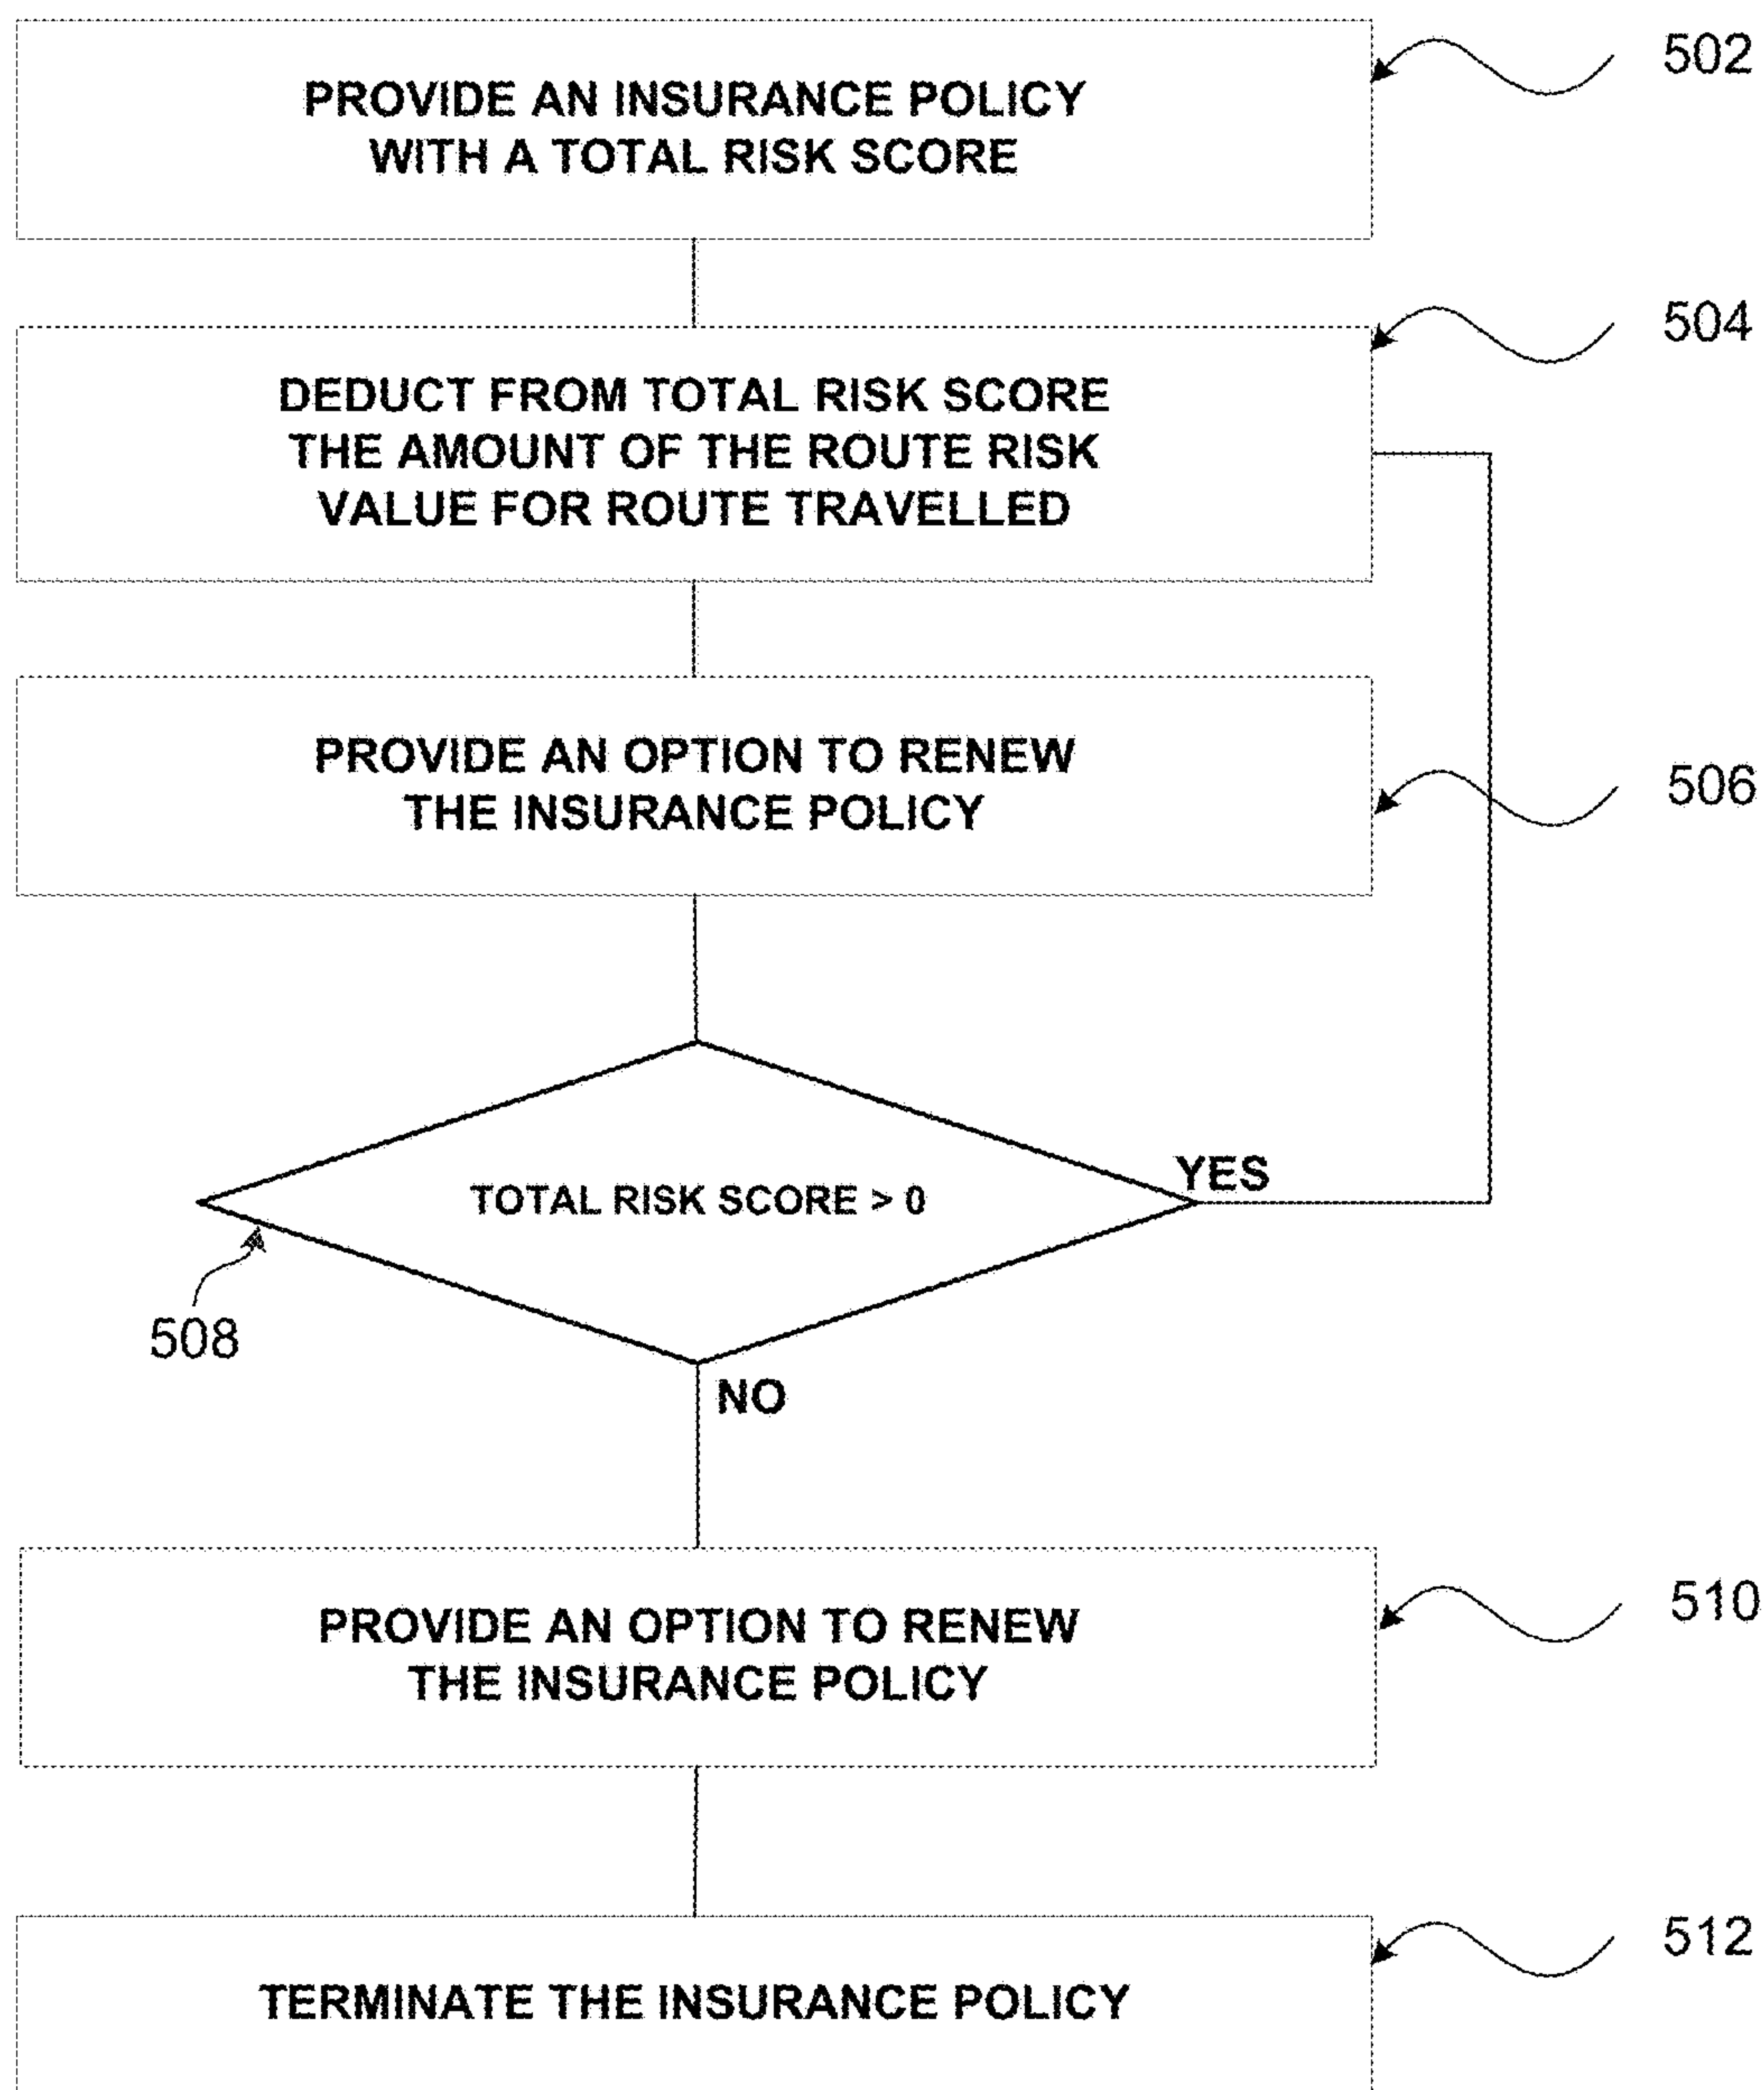 502
PROVIDE AN INSURANCE POLICY
WITH A TOTAL RISK SCORE
504
DEDUCT FROM TOTAL RISK SCORE
THE AMOUNT OF THE ROUTE RISK
VALUE FOR ROUTE TRAVELLED
506
PROVIDE AN OPTION TO RENEW
THE INSURANCE POLICY
YES
TOTAL RISK SCORE > 0
508
NO
510
PROVIDE AN OPTION TO RENEW
THE INSURANCE POLICY
512
TERMINATE THE INSURANCE POLICY